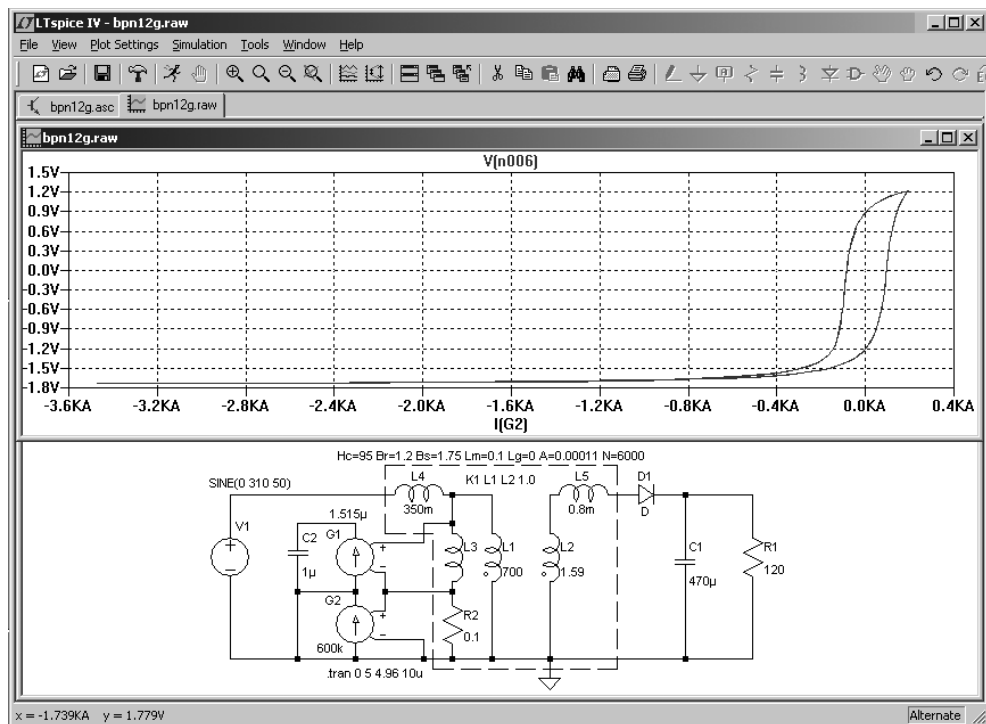 LTspice IV - bpn12g.raw
File View Plot Settings Simulation Tools Window Help
bpn12g.asc bpn12g.raw
bpn12g.raw
V(n006)
1.5V
1.2V
0.9V
0.6V
0.3V
0.0V
-0.3V
-0.6V
-0.9V
-1.2V
-1.5V
-1.8V
-3.6KA -3.2KA -2.8KA -2.4KA -2.0KA -1.6KA -1.2KA -0.8KA -0.4KA 0.0KA 0.4KA
I(G2)
Hc=95 Br=1.2 Bs=1.75 Lm=0.1 Lg=0 A=0.00011 N=6000
SINE(0 310 50)
L4
K1 L1 L2 1.0
L5
D1
350m
0.8m
D
1.515µ
V1
C2
G1
1µ
L3
L1
700
L2
1.59
C1
470µ
R1
120
G2
600k
R2
0.1
.tran 0 5 4.96 10u
x = -1.739KA y = 1.779V
Alternate